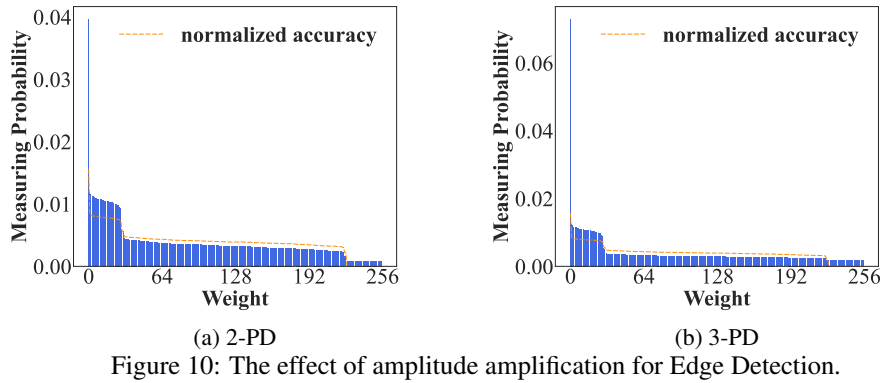 0.04
0.03
0.02
0.01
0.00
Measuring Probability
normalized accuracy
0 64 128 192 256
Weight
(a) 2-PD
0.06
0.04
0.02
0.00
Measuring Probability
normalized accuracy
0 64 128 192 256
Weight
(b) 3-PD
Figure 10: The effect of amplitude amplification for Edge Detection.